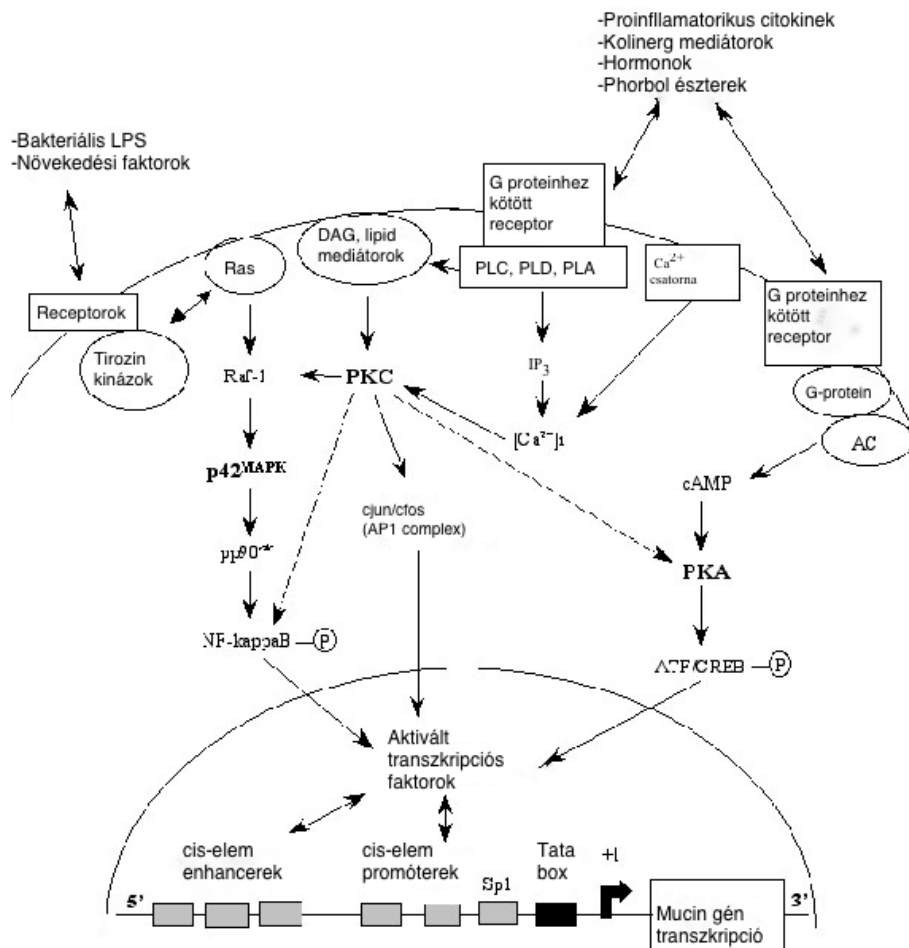 -Proinfllamatorikus citokinek
-Kolinerg mediátorok
-Hormonok
-Phorbol észterek
-Bakteriális LPS
-Növekedési faktorok
G proteinhez
kötött
receptor
DAG, lipid
mediátorok
Ras
PLC, PLD, PLA
Ca2+
csatorna
Receptorok
G proteinhez
kötött
receptor
Tirozin
kinázok
Raf-1
PKC
IP3
G-protein
[Ca2+]i
AC
p42MAPK
cAMP
cjun/cfos
(AP1 complex)
PKA
NF-kappaB
P
ATF/CREB
P
Aktivált
transzkripciós
faktorok
cis-elem
enhancerek
cis-elem
promóterek
Sp1
Tata
box
+1
5'
3'
Mucin gén
transzkripció